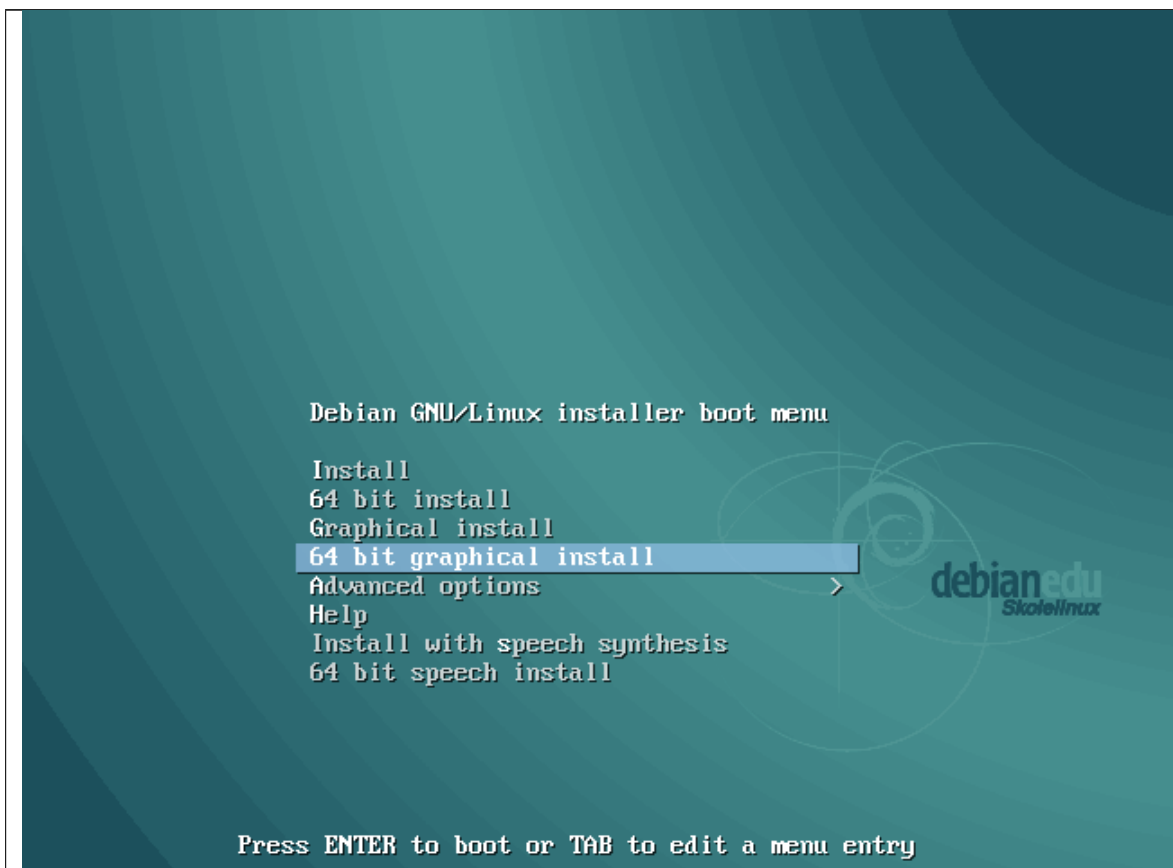 Debian GNU/Linux installer boot menu
Install
64 bit install
Graphical install
64 bit graphical install
Advanced options >
Help
Install with speech synthesis
64 bit speech install
debianedu
Skolelinux
Press ENTER to boot or TAB to edit a menu entry